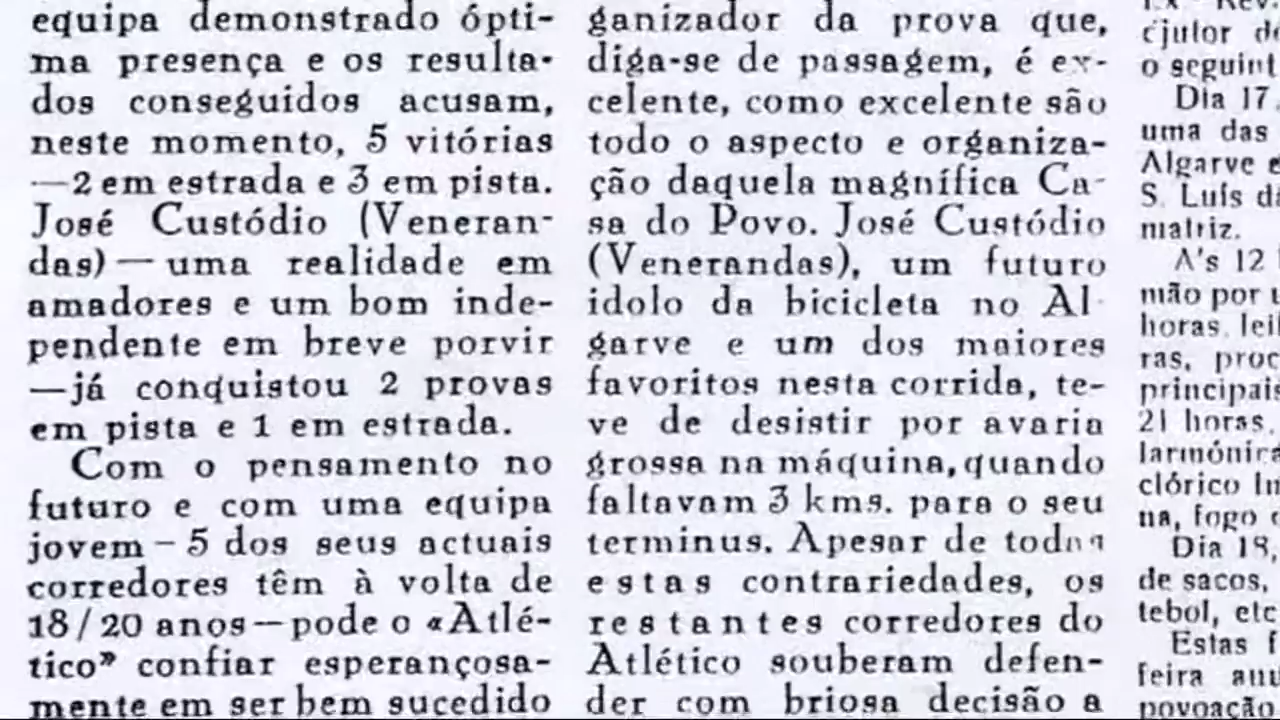 equipa demonstrado ópti-
ma presença e os resulta-
dos conseguidos acusam,
neste momento, 5 vitórias
—2 em estrada e 3 em pista.
José Custódio (Veneran-
das)—uma realidade em
amadores e um bom inde-
pendente em breve porvir
—já conquistou 2 provas
em pista e 1 em estrada.
Com o pensamento no
futuro e com uma equipa
jovem—5 dos seus actuais
corredores têm à volta de
18/20 anos—pode o «Atlé-
tico» confiar esperançosa-
mente em ser bem sucedido
ganizador da prova que,
diga-se de passagem, é ex-
celente, como excelente são
todo o aspecto e organiza-
ção daquela magnífica Ca-
sa do Povo. José Custódio
(Venerandas), um futuro
idolo da bicicleta no Al
garve e um dos maiores
favoritos nesta corrida, te-
ve de desistir por avaria
grossa na máquina, quando
faltavam 3 kms. para o seu
terminus. Apesar de todas
estas contrariedades, os
restantes corredores do
Atlético souberam defen-
der com briosa decisão a
cjutor
o
Dia 17
uma das
Algarve
S. Luís
matriz.
A's 12
mão por
horas.
ras,
principais
21 horas.
clórico
na, fogo
Dia 18,
de sacos,
tebol, etc
Estas
feira
povoação